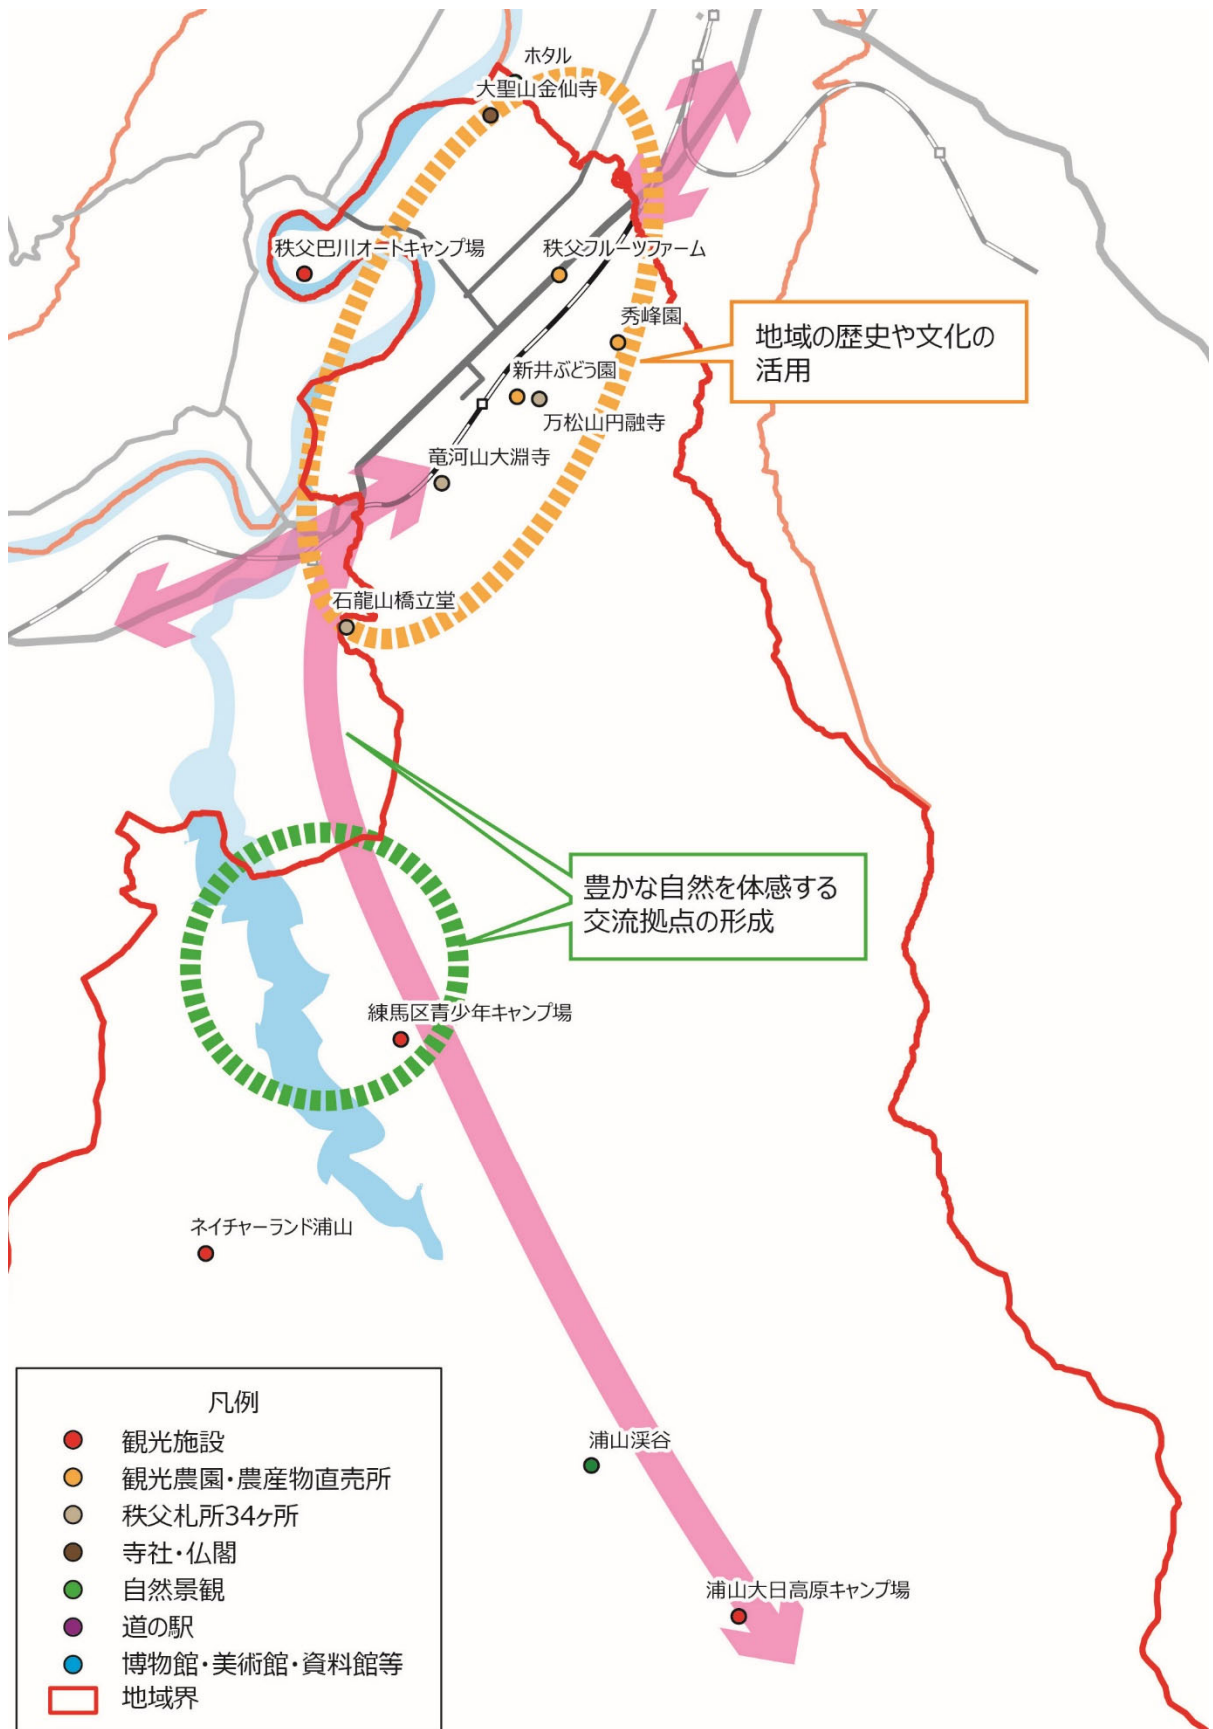 ホタル
大聖山金仙寺
秩父巴川オートキャンプ場
秩父フルーツファーム
秀峰園
地域の歴史や文化の
活用
新井ぶどう園
万松山円融寺
竜河山大淵寺
石龍山橋立堂
豊かな自然を体感する
交流拠点の形成
練馬区青少年キャンプ場
ネイチャーランド浦山
浦山渓谷
浦山大日高原キャンプ場
凡例
観光施設
観光農園・農産物直売所
秩父札所34ヶ所
寺社・仏閣
自然景観
道の駅
博物館・美術館・資料館等
地域界